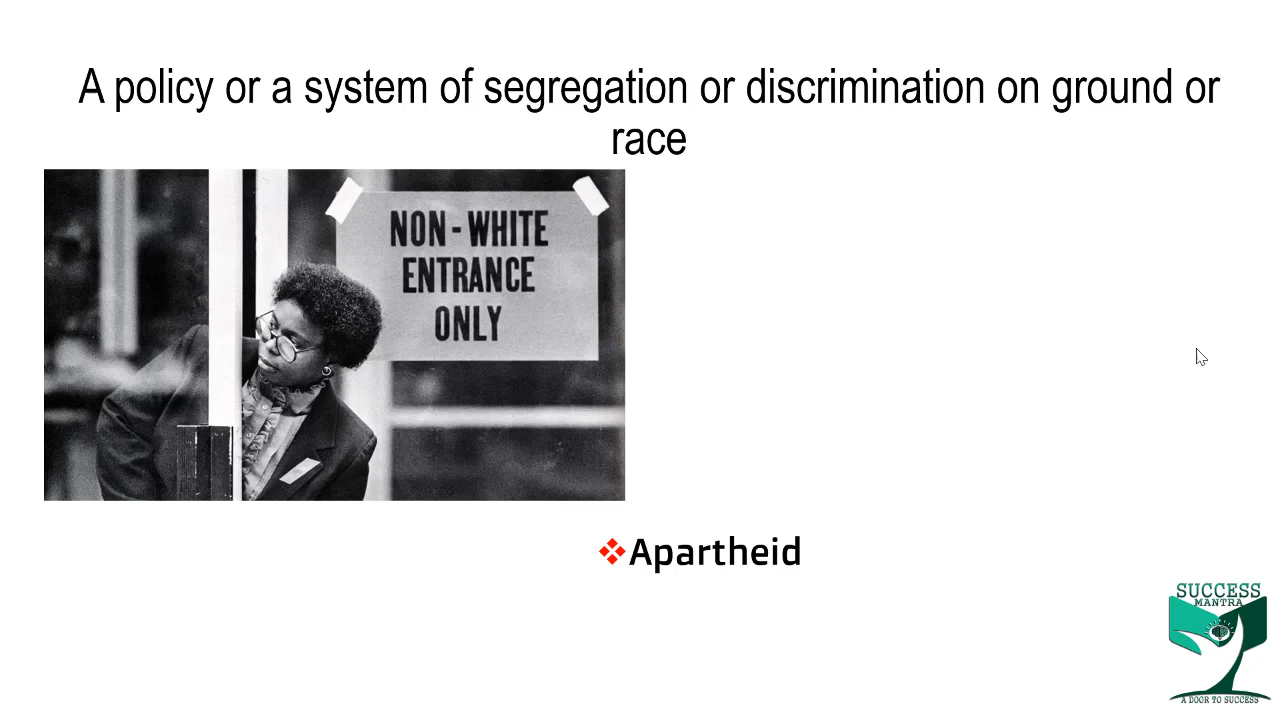 A policy or a system of segregation or discrimination on ground or
race
NON-WHITE
ENTRANCE
ONLY
❖Apartheid
SUCCESS
MANTRA
A DOOR TO SUCCESS